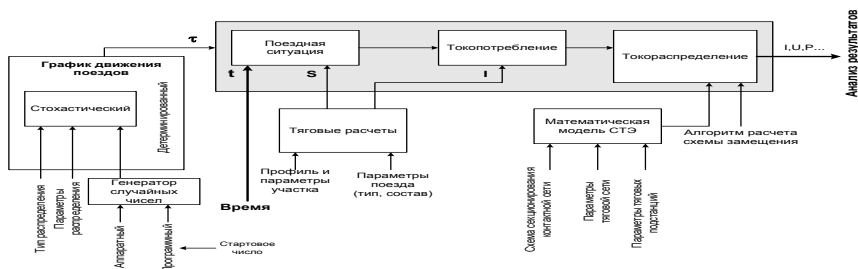 τ
Поездная
ситуация
Токопотребление
Токораспределение
I,U,P...
Анализ результатов
t
S
I
График движения
поездов
Стохастический
Детерминированный
Тяговые расчеты
Математическая
модель СТЭ
Алгоритм расчета
схемы замещения
Генератор
случайных
чисел
Профиль и
параметры
участка
Параметры
поезда
(тип, состав)
Время
Тип распределения
Параметры
распределения
Аппаратный
Программный
Стартовое
число
Схема секционирования
контактной сети
Параметры
тяговой сети
Параметры тяговых
подстанций